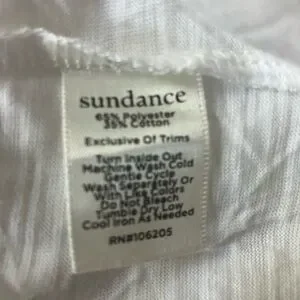 sundance
65% Polyester
35% Cotton
Exclusive Of Trims
Turn Inside Out
Machine Wash Cold
Gentle Cycle
Wash Separately Or
With Like Colors
Do Not Bleach
Tumble Dry Low
Cool Iron As Needed
RN#106205